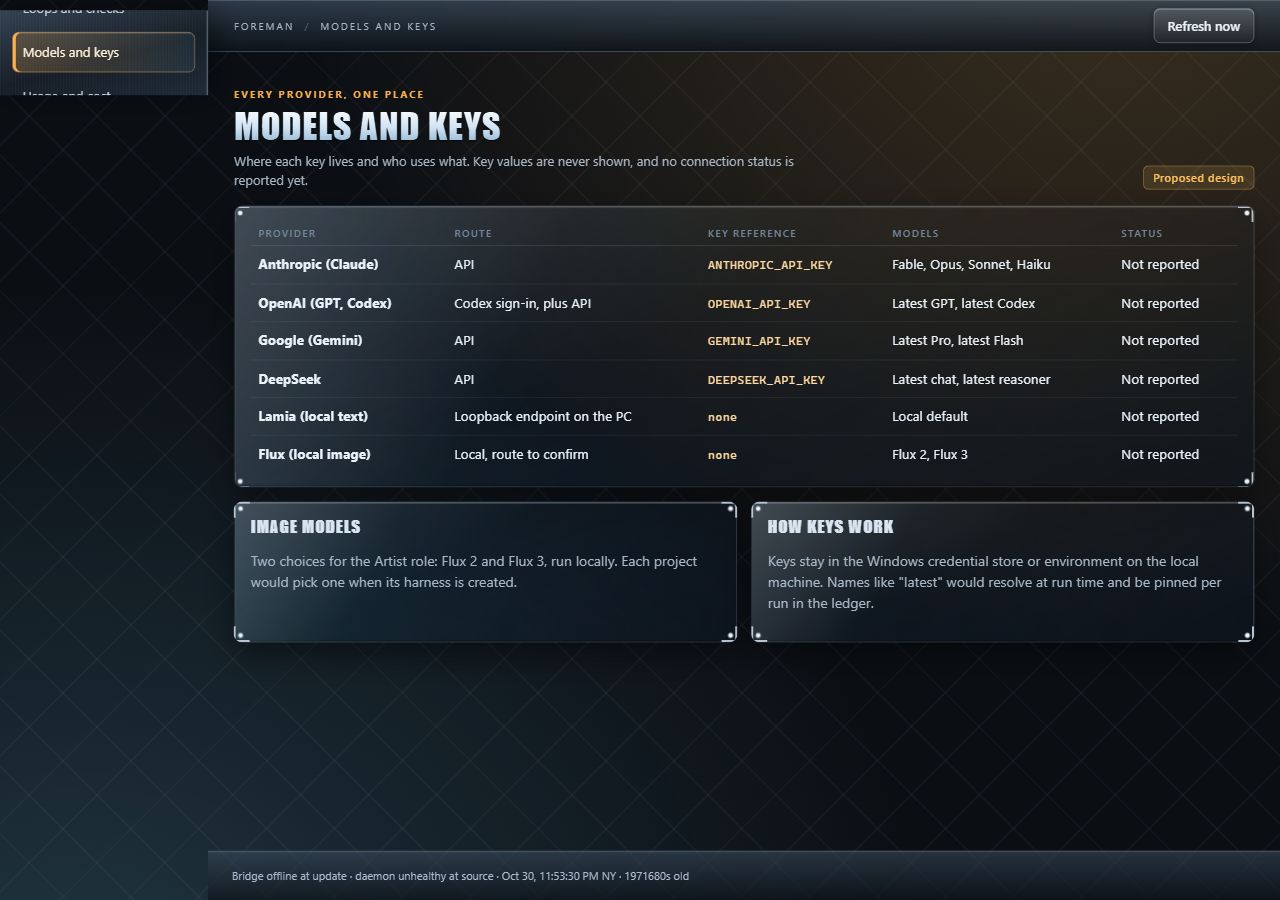 Models and keys
FOREMAN / MODELS AND KEYS
Refresh now
EVERY PROVIDER, ONE PLACE
MODELS AND KEYS
Where each key lives and who uses what. Key values are never shown, and no connection status is
reported yet.
Proposed design
PROVIDER ROUTE KEY REFERENCE MODELS STATUS
Anthropic (Claude) API ANTHROPIC_API_KEY Fable, Opus, Sonnet, Haiku Not reported
OpenAI (GPT, Codex) Codex sign-in, plus API OPENAI_API_KEY Latest GPT, latest Codex Not reported
Google (Gemini) API GEMINI_API_KEY Latest Pro, latest Flash Not reported
DeepSeek API DEEPSEEK_API_KEY Latest chat, latest reasoner Not reported
Lamia (local text) Loopback endpoint on the PC none Local default Not reported
Flux (local image) Local, route to confirm none Flux 2, Flux 3 Not reported
IMAGE MODELS
Two choices for the Artist role: Flux 2 and Flux 3, run locally. Each project
would pick one when its harness is created.
HOW KEYS WORK
Keys stay in the Windows credential store or environment on the local
machine. Names like "latest" would resolve at run time and be pinned per
run in the ledger.
Bridge offline at update · daemon unhealthy at source · Oct 30, 11:53:30 PM NY · 1971680s old